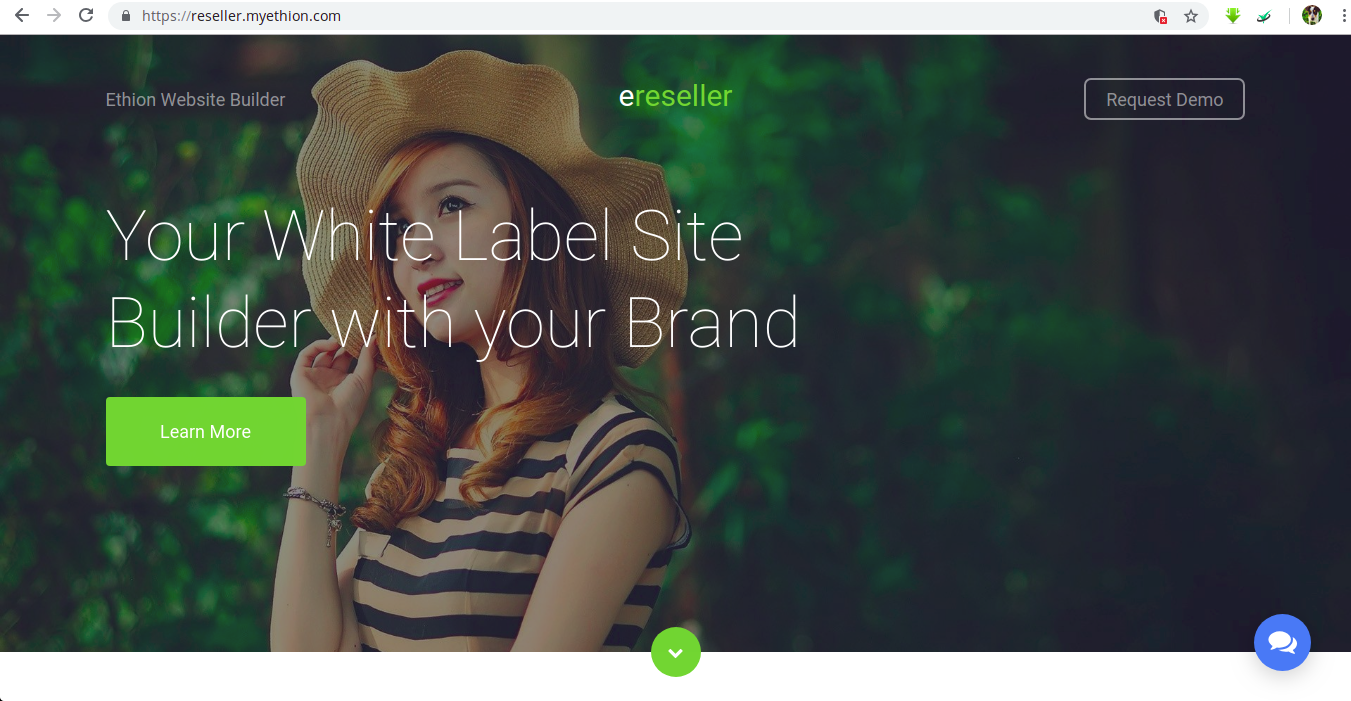 https://reseller.myethion.com
Ethion Website Builder
ereseller
Request Demo
Your White Label Site
Builder with your Brand
Learn More